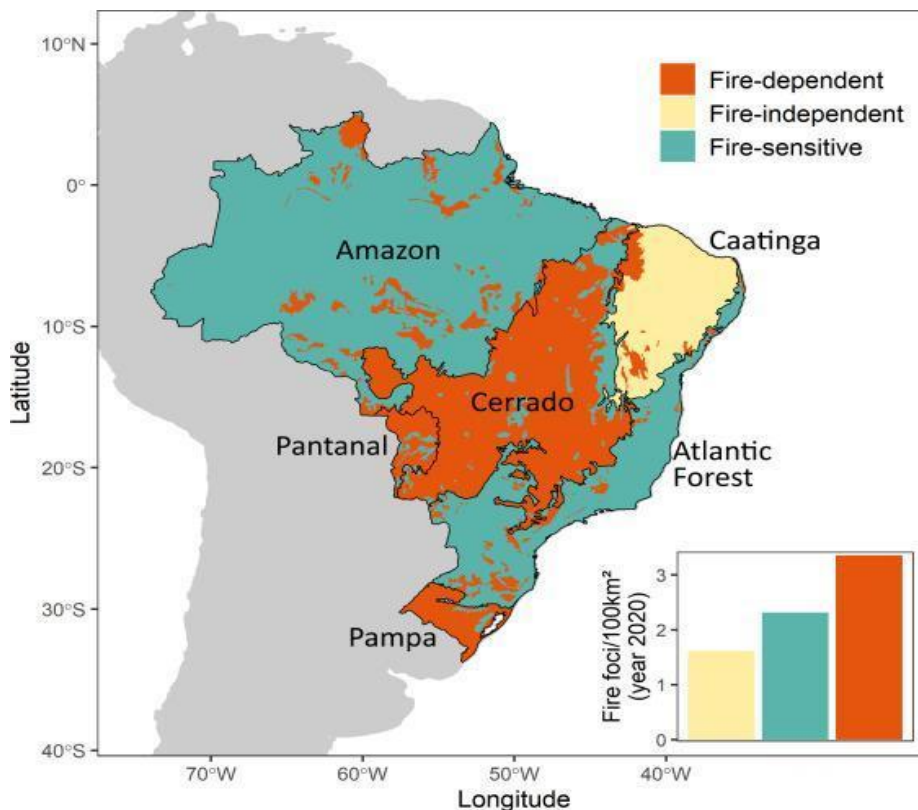 10°N
0°
10°S
20°S
30°S
40°S
Latitude
Fire-dependent
Fire-independent
Fire-sensitive
Amazon
Caatinga
Cerrado
Pantanal
Atlantic
Forest
Pampa
Fire foci/100km²
(year 2020)
3
2
1
0
70°W
60°W
50°W
40°W
Longitude